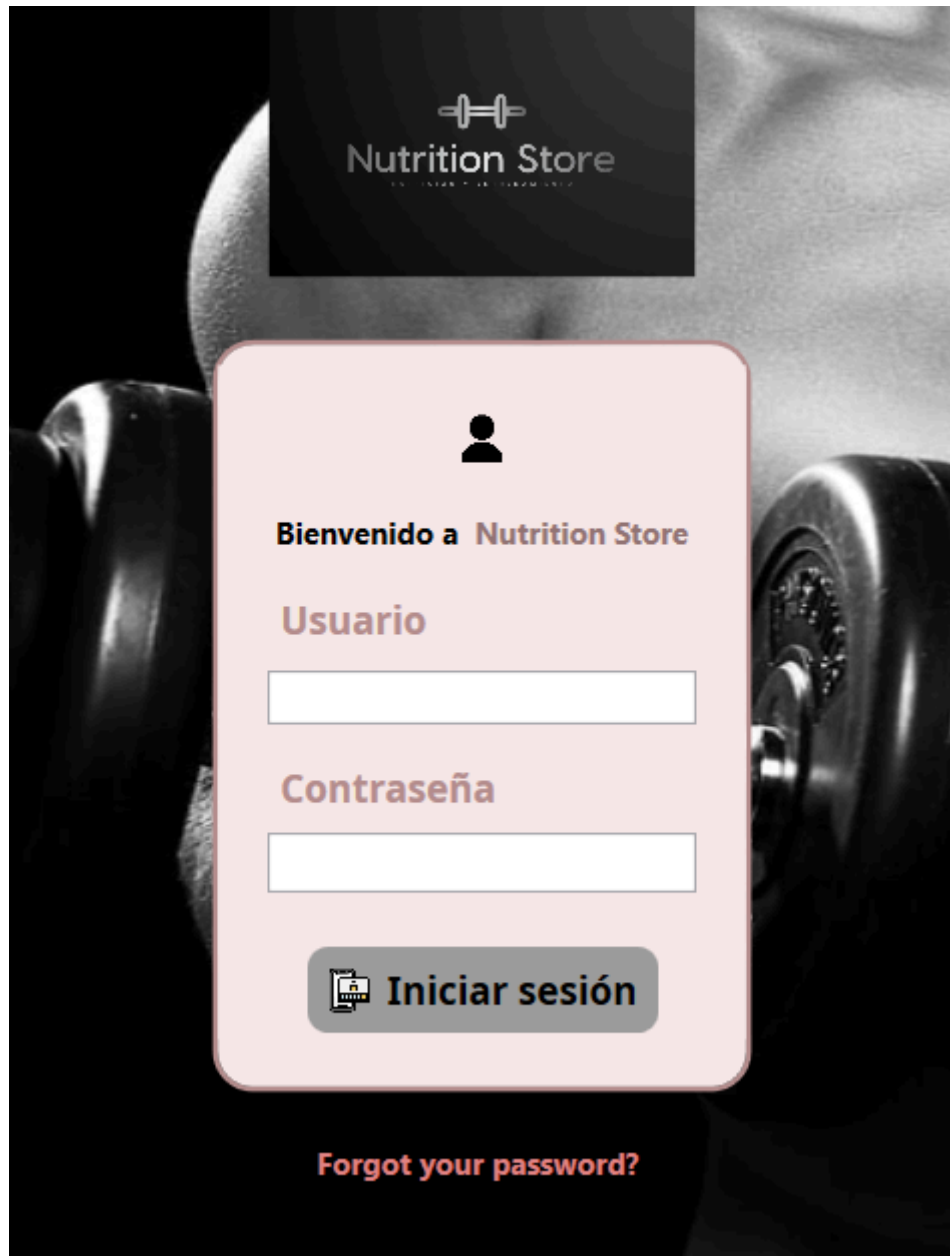 Nutrition Store
Bienvenido a Nutrition Store
Usuario
Contraseña
Iniciar sesión
Forgot your password?